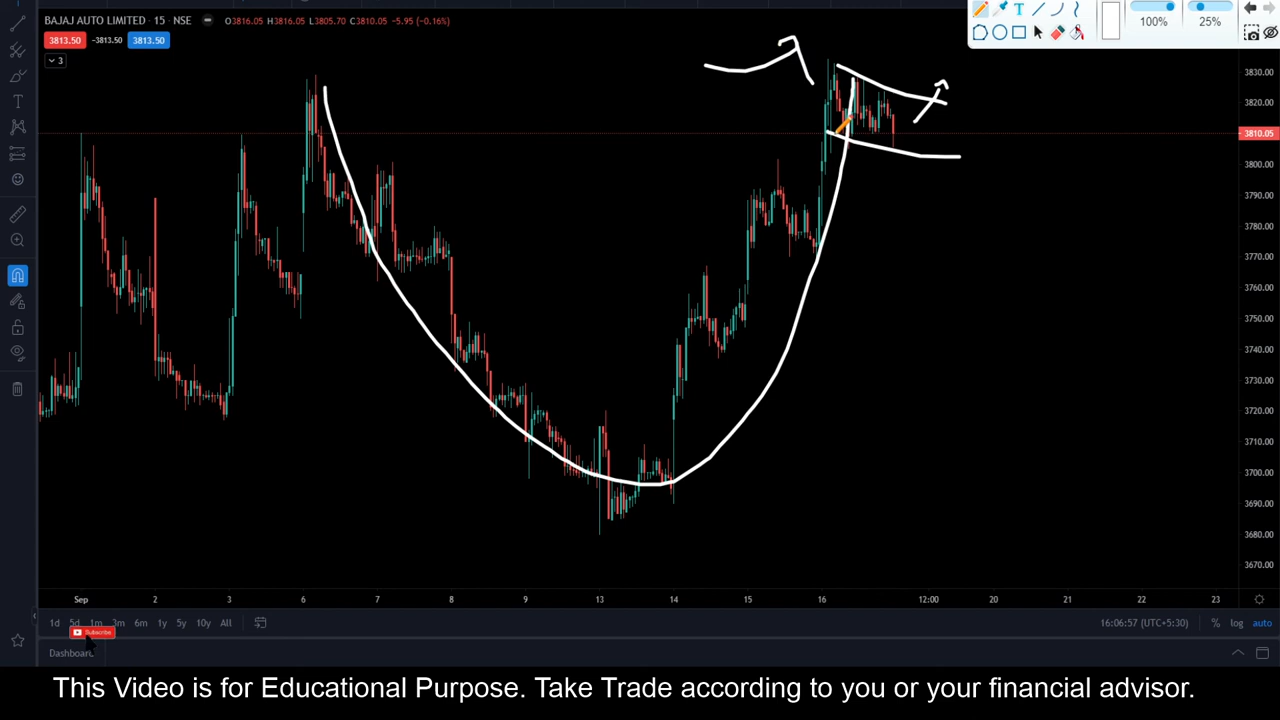 BAJAJ AUTO LIMITED · 15 · NSE O3816.05 H3816.05 L3805.70 C3810.05 -5.95 (-0.16%)
3813.50 -3813.50 3813.50
3
T
100% 25%
3830.00
3820.00
3810.05
3800.00
3790.00
3780.00
3770.00
3760.00
3750.00
3740.00
3730.00
3720.00
3710.00
3700.00
3690.00
3680.00
3670.00
Sep 2 3 6 7 8 9 13 14 15 16 12:00 20 21 22 23
1d 5d 1m 3m 6m 1y 5y 10y All 16:06:57 (UTC+5:30) % log auto
Subscribe
Dashboard
This Video is for Educational Purpose. Take Trade according to you or your financial advisor.